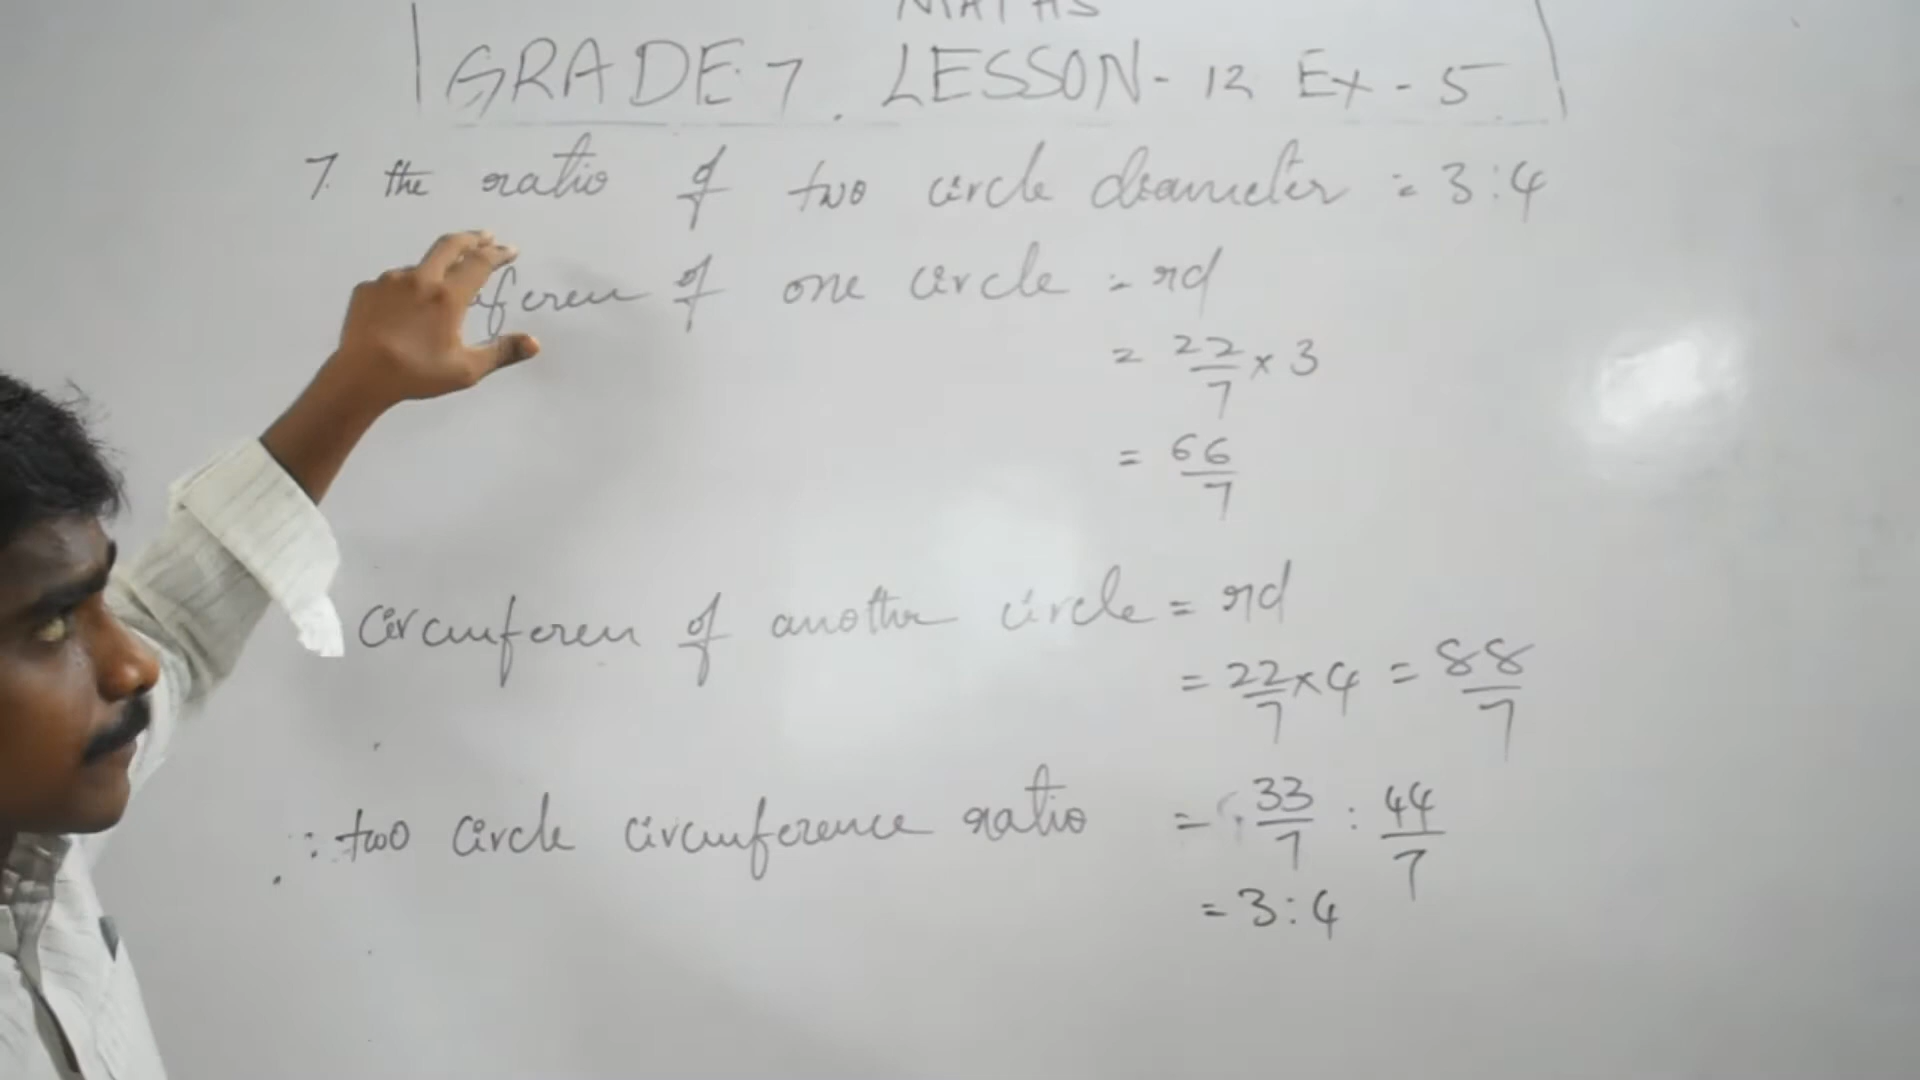 MATHS
GRADE 7. LESSON - 12 Ex - 5
7. the ratio of two circle diameter = 3:4
of one circle = πd
= 22/7 × 3
= 66/7
Circumferen of another circle = πd
= 22/7 × 4 = 88/7
∴ two circle circumference ratio = 33/7 : 44/7
= 3:4